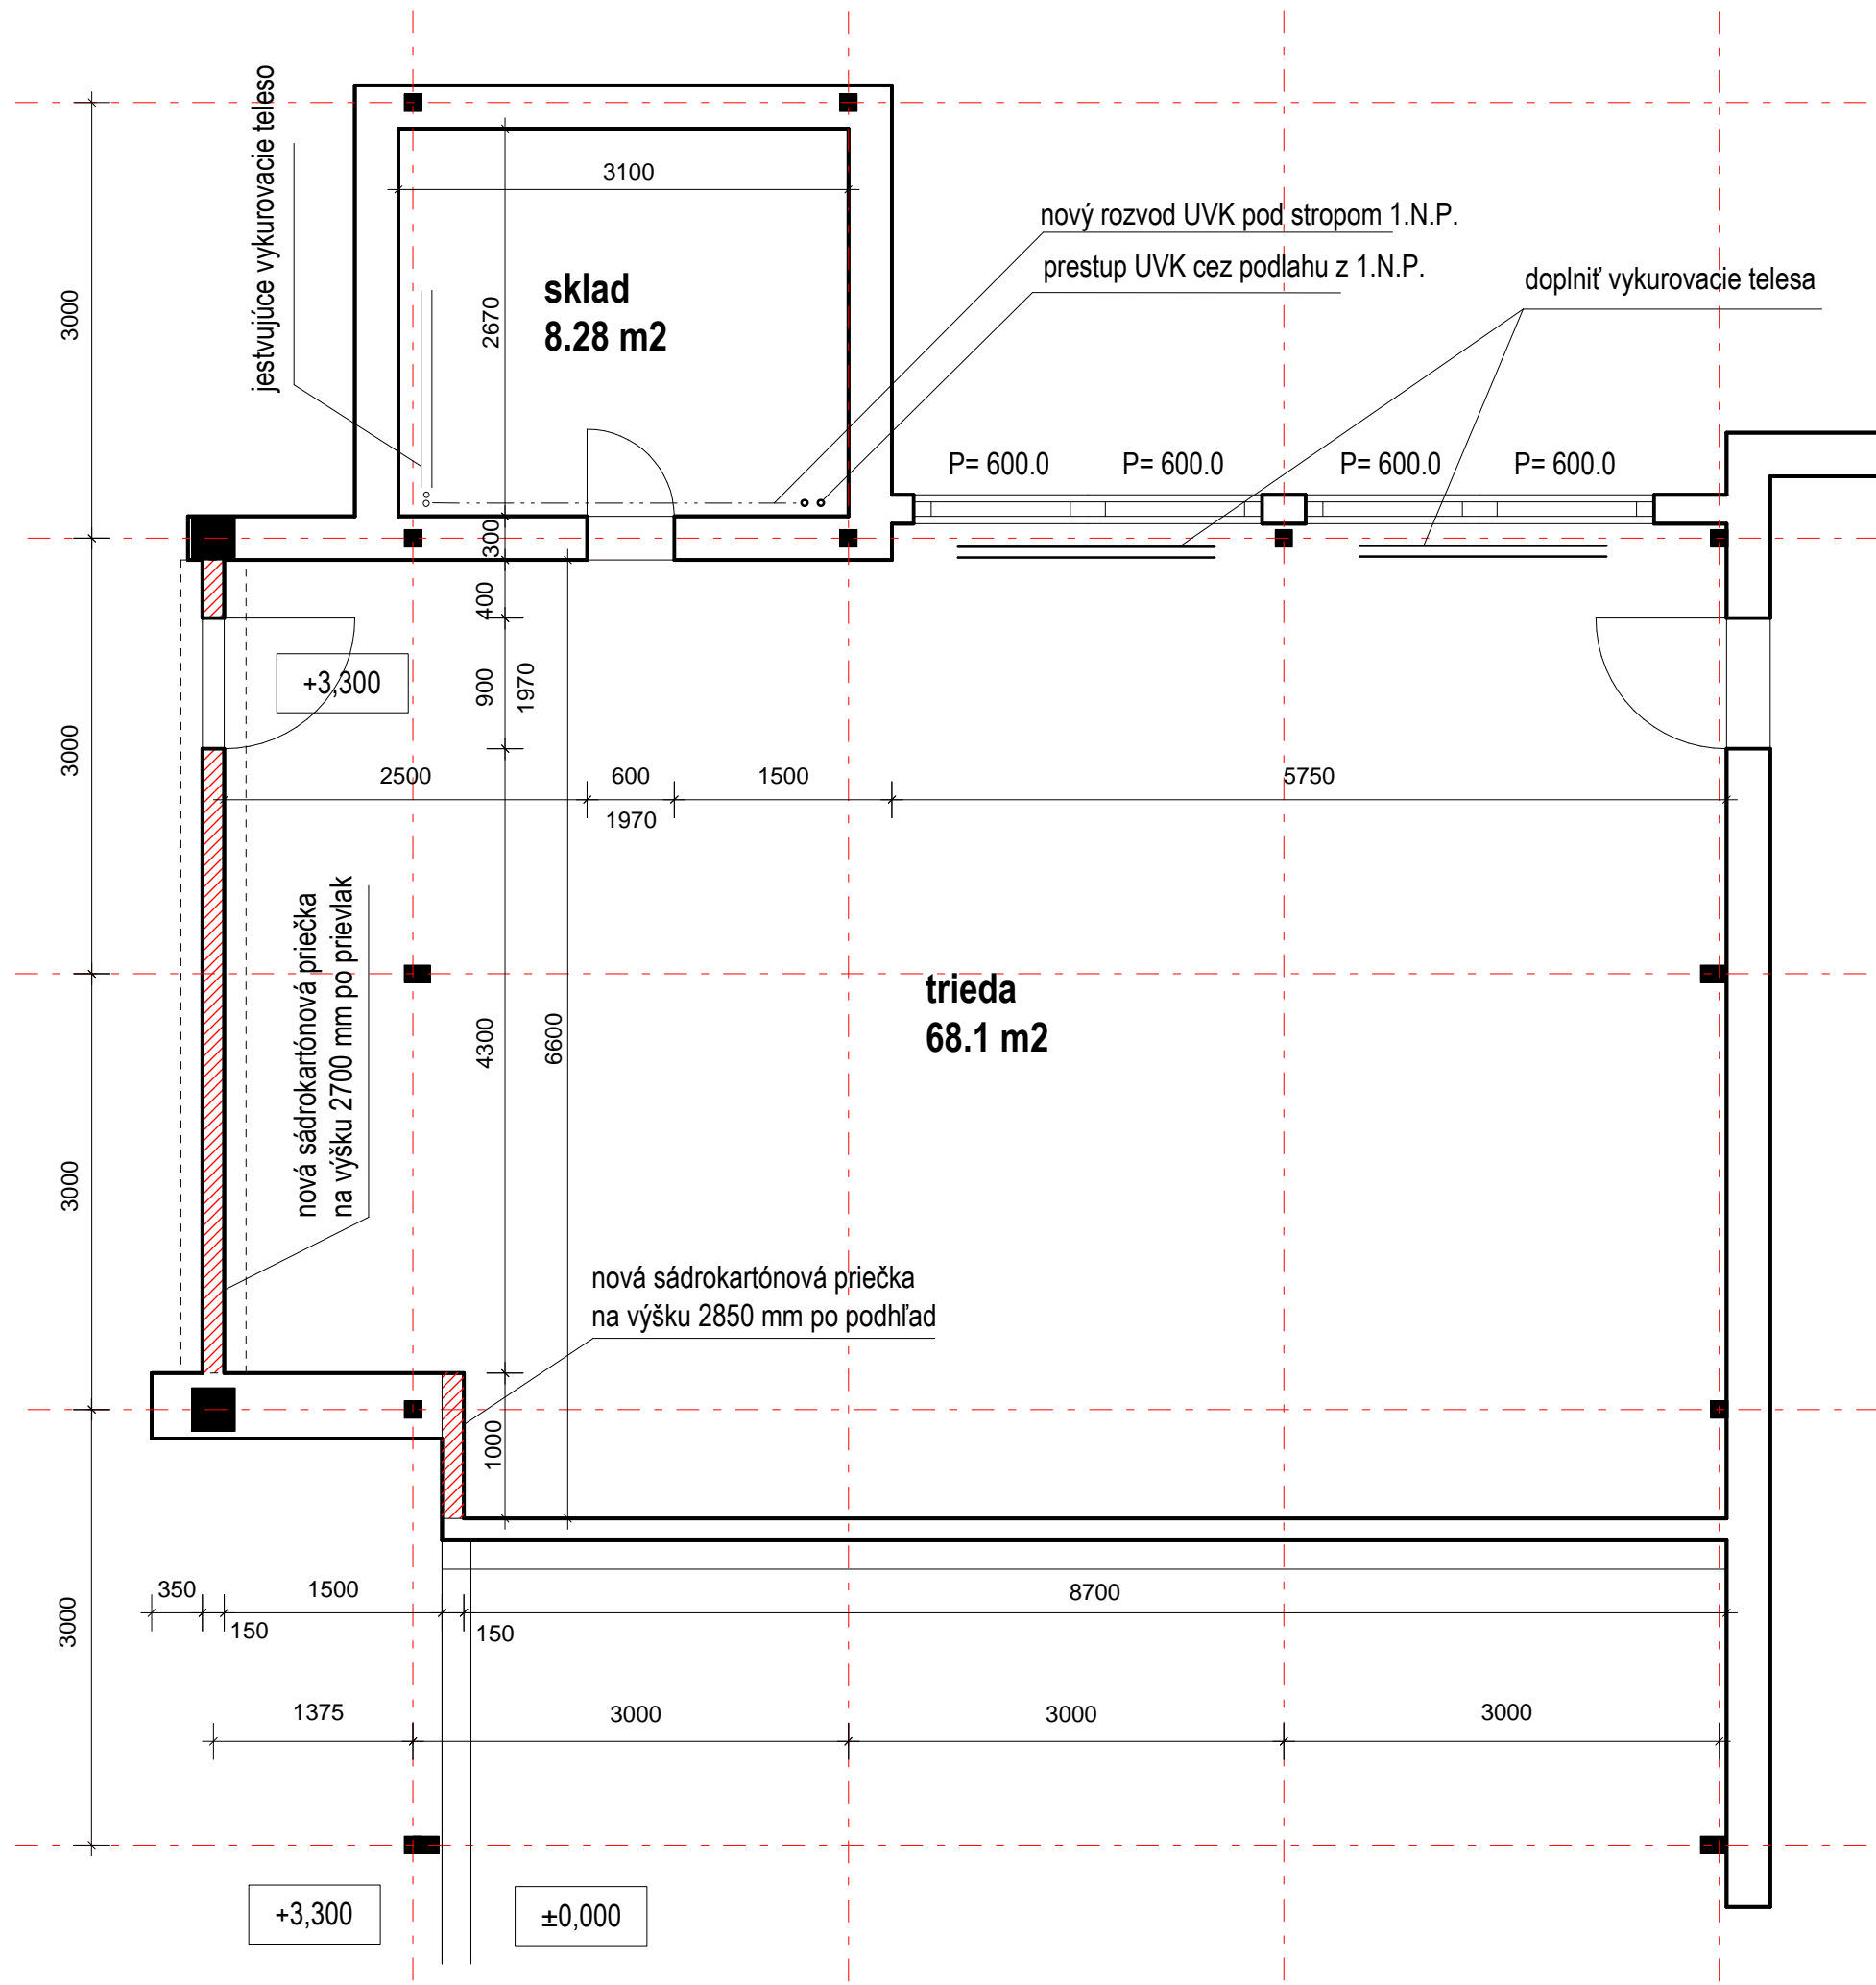 jestvujúce vykurovacie teleso
3100
nový rozvod UVK pod stropom 1.N.P.
prestup UVK cez podlahu z 1.N.P.
doplniť vykurovacie telesa
sklad
8.28 m2
2670
3000
P= 600.0
P= 600.0
P= 600.0
P= 600.0
300
400
+3,300
900
1970
3000
2500
600
1500
5750
1970
nová sádrokartónová priečka
na výšku 2700 mm po prievlak
trieda
68.1 m2
4300
6600
3000
nová sádrokartónová priečka
na výšku 2850 mm po podhľad
1000
350
1500
8700
150
150
3000
1375
3000
3000
3000
+3,300
±0,000